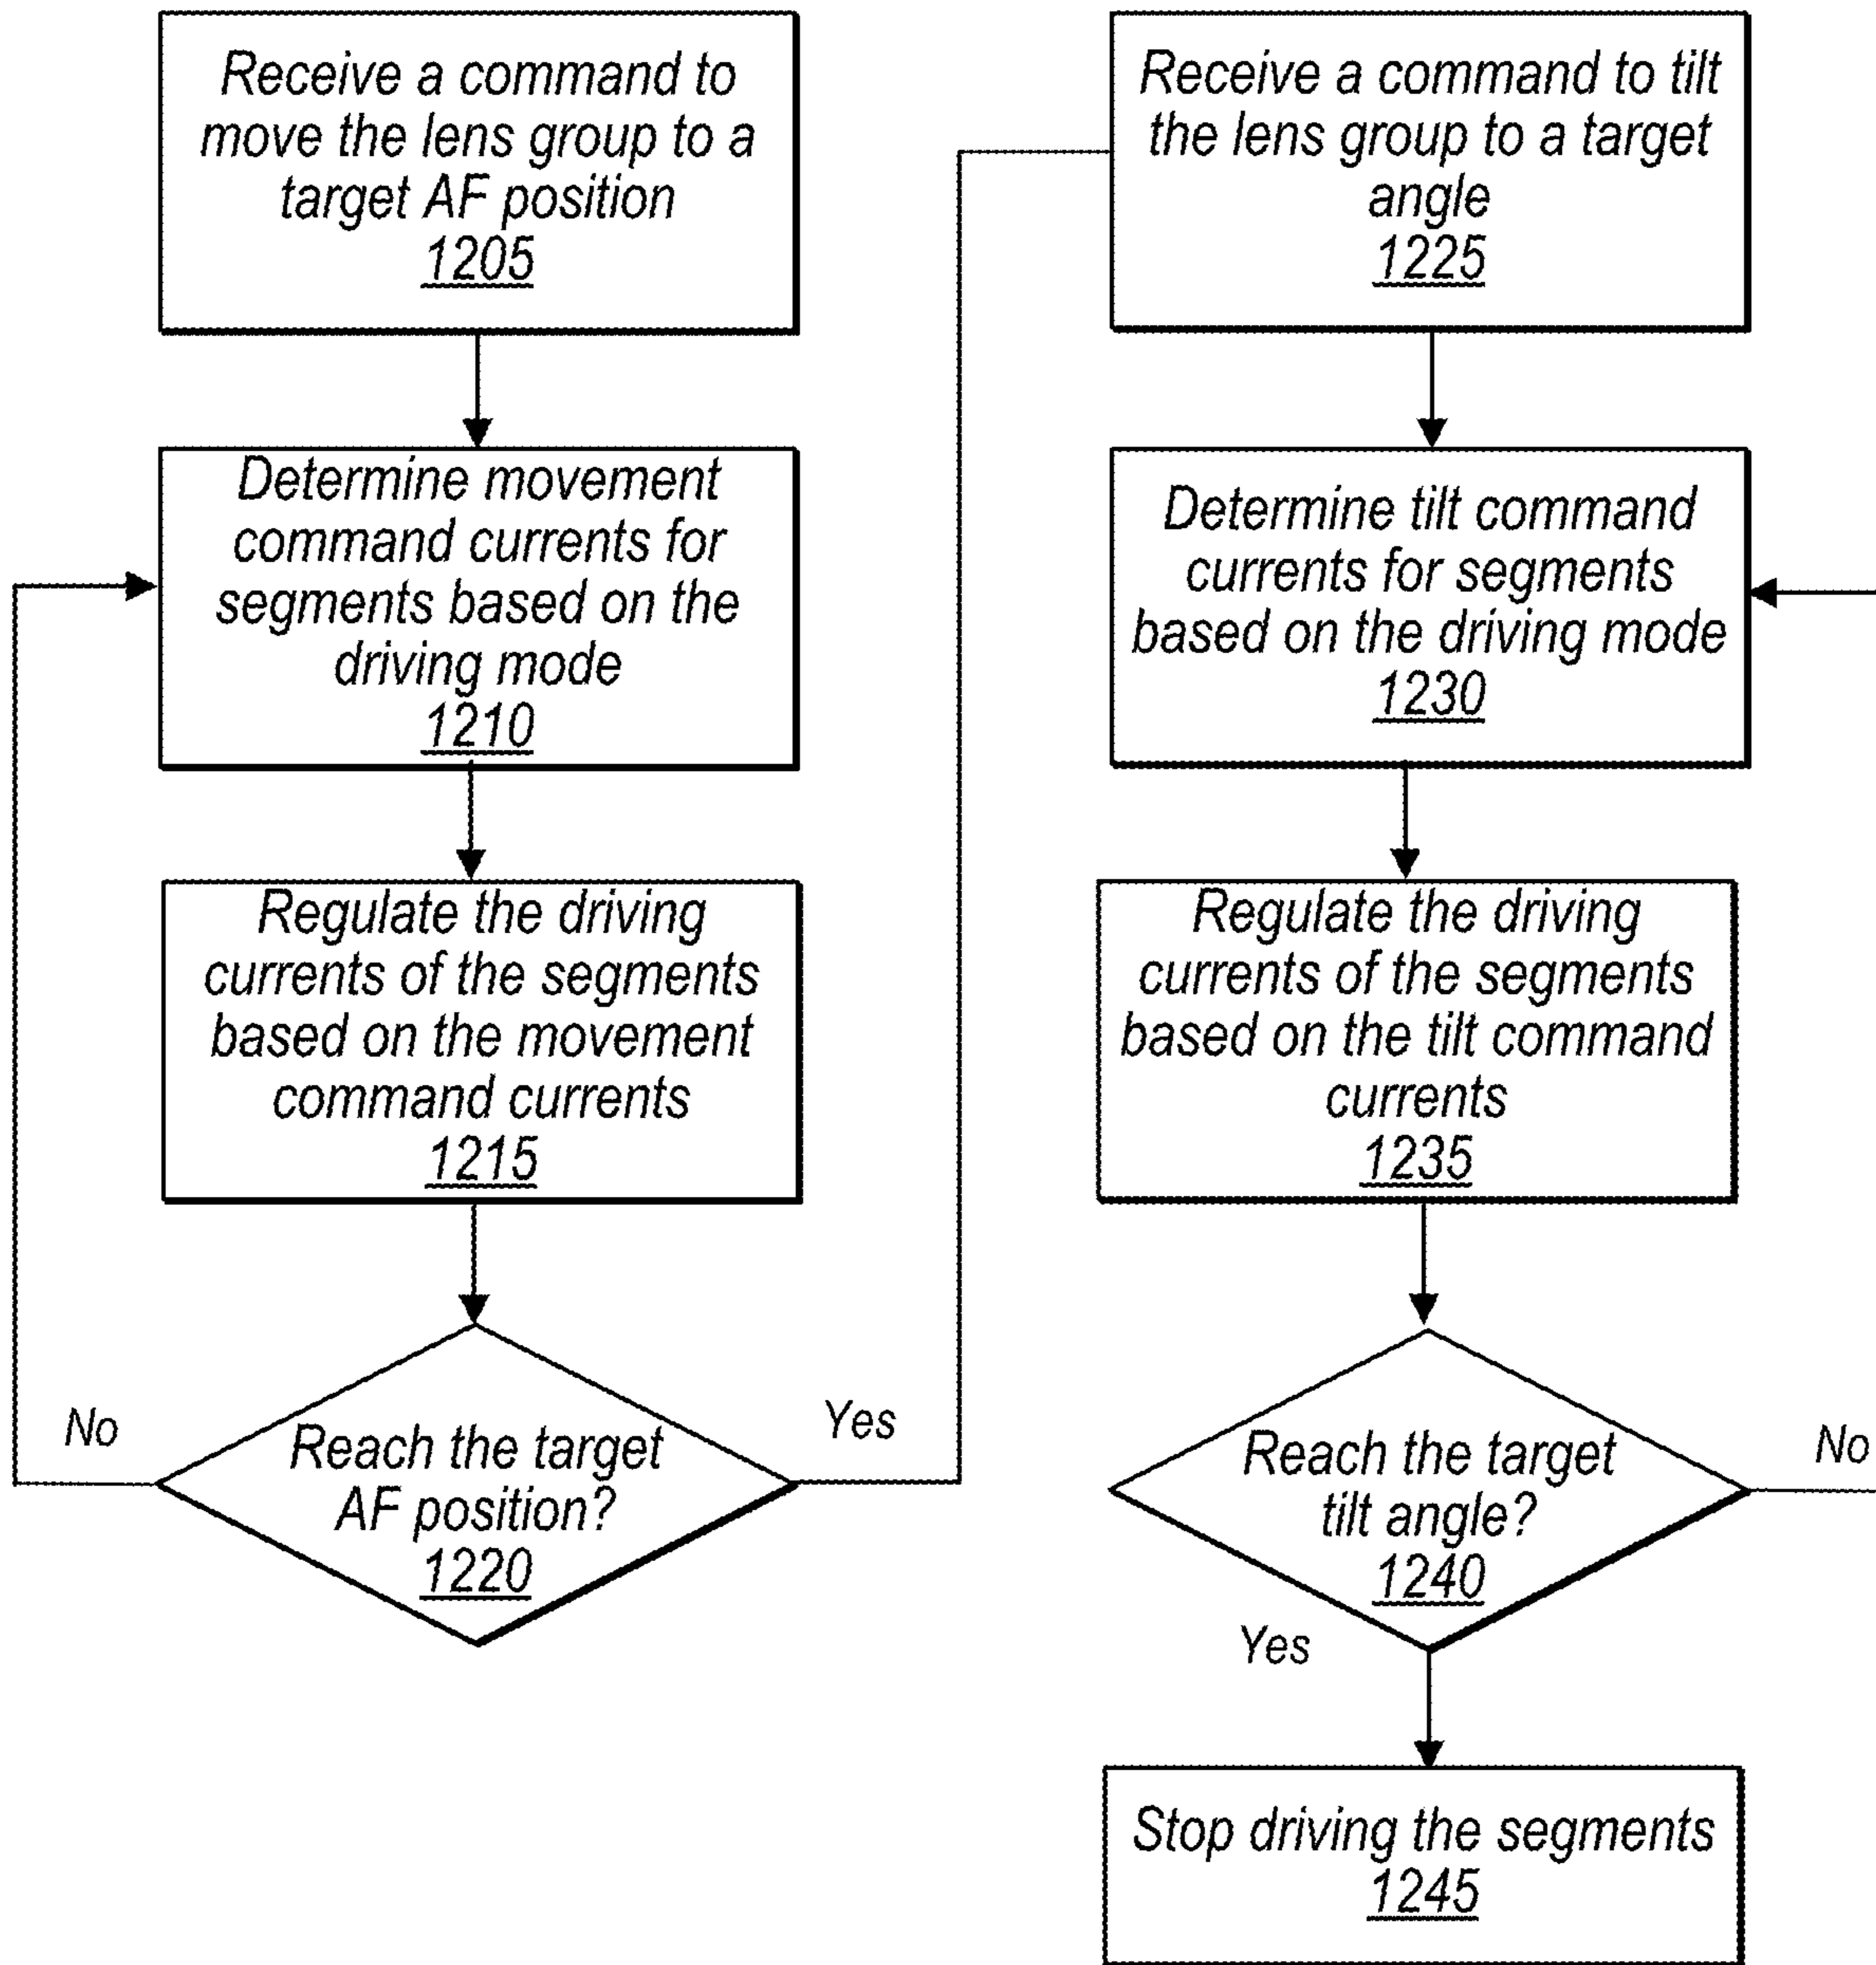 Receive a command to
move the lens group to a
target AF position
1205
Determine movement
command currents for
segments based on the
driving mode
1210
Regulate the driving
currents of the segments
based on the movement
command currents
1215
No
Yes
Reach the target
AF position?
1220
Receive a command to tilt
the lens group to a target
angle
1225
Determine tilt command
currents for segments
based on the driving mode
1230
Regulate the driving
currents of the segments
based on the tilt command
currents
1235
No
Reach the target
tilt angle?
1240
Yes
Stop driving the segments
1245